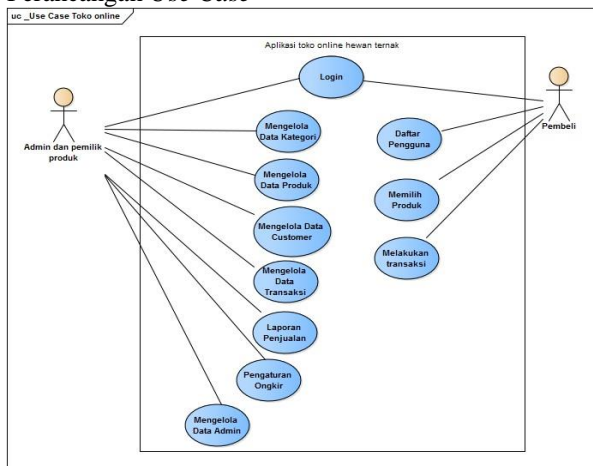 Perancangan Use Case
uc _Use Case Toko online
Aplikasi toko online hewan ternak
Login
Admin dan pemilik
produk
Pembeli
Mengelola
Data Kategori
Daftar
Pengguna
Mengelola
Data Produk
Memilih
Produk
Mengelola Data
Customer
Melakukan
transaksi
Mengelola
Data
Transaksi
Laporan
Penjualan
Pengaturan
Ongkir
Mengelola
Data Admin